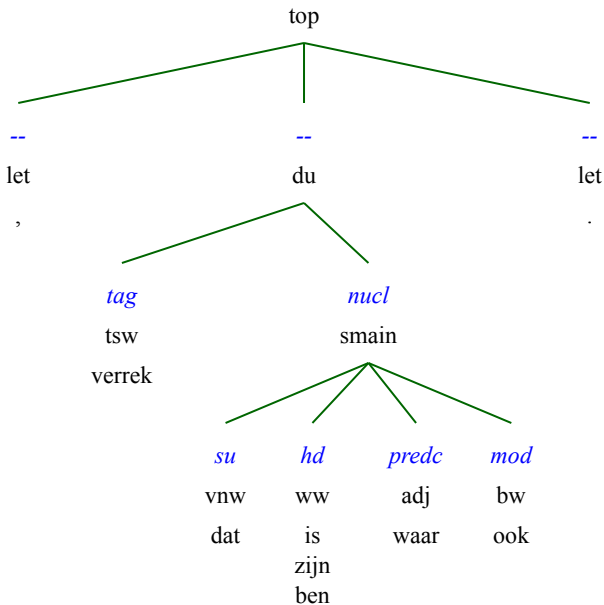 top
-- -- --
let du let
, .
tag nucl
tsw smain
verrek
su hd predc mod
vnw ww adj bw
dat is waar ook
zijn
ben